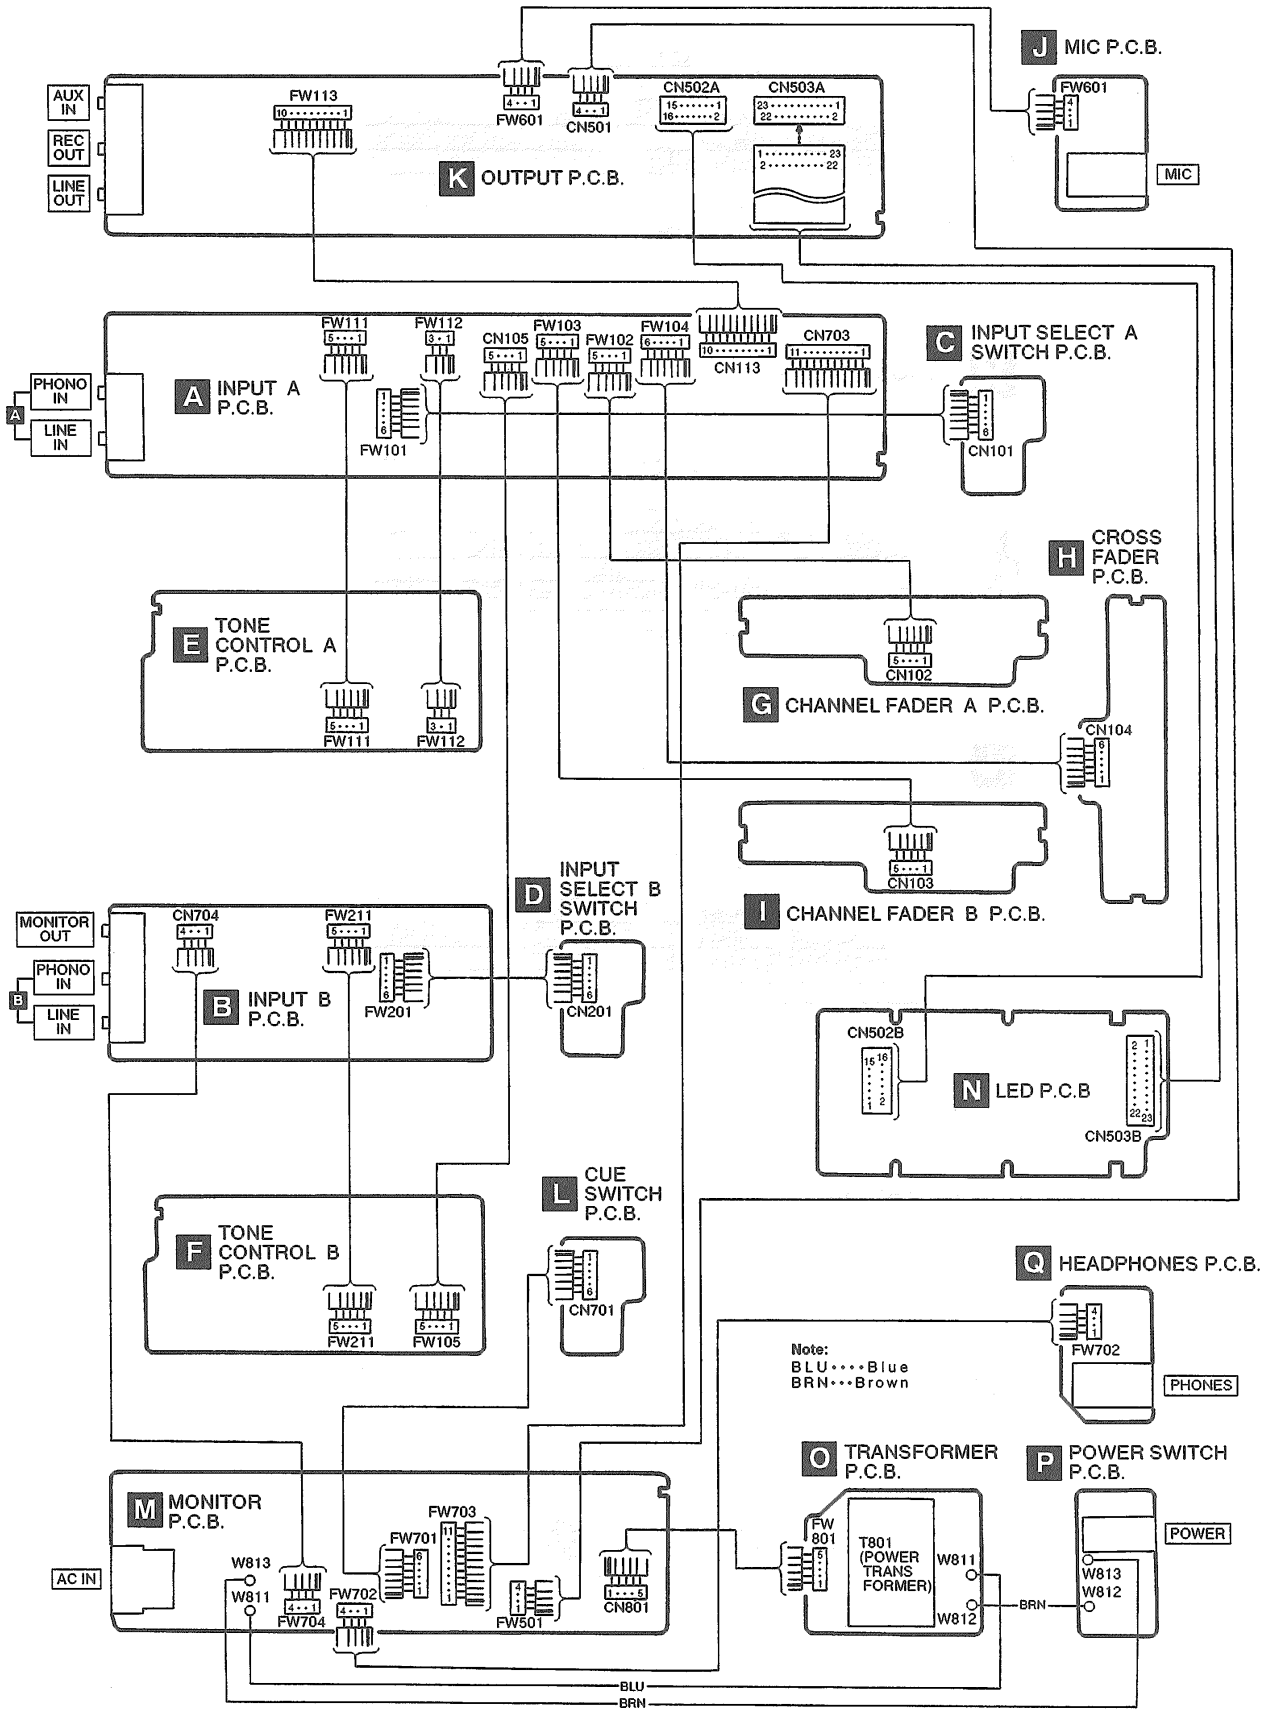 J MIC P.C.B.
FW601
4
1
MIC
AUX
IN
REC
OUT
LINE
OUT
FW113
10 1
4 1
FW601
4 1
CN501
CN502A
15 1
16 2
CN503A
23 1
22 2
1 23
2 22
K OUTPUT P.C.B.
FW111
5 1
FW112
3 1
CN105
5 1
FW103
5 1
FW102
5 1
FW104
6 1
10 1
CN113
CN703
11 1
C INPUT SELECT A
SWITCH P.C.B.
1
6
CN101
A INPUT A
P.C.B.
PHONO
IN
A
LINE
IN
1
6
FW101
H CROSS
FADER
P.C.B.
E TONE
CONTROL A
P.C.B.
5 1
FW111
3 1
FW112
5 1
CN102
G CHANNEL FADER A P.C.B.
CN104
6
1
5 1
CN103
I CHANNEL FADER B P.C.B.
D INPUT
SELECT B
SWITCH
P.C.B.
1
6
CN201
MONITOR
OUT
PHONO
IN
B
LINE
IN
CN704
4 1
FW211
5 1
1
6
FW201
B INPUT B
P.C.B.
CN502B
15 16
1 2
N LED P.C.B
2 1
22 23
CN503B
L CUE
SWITCH
P.C.B.
1
6
CN701
F TONE
CONTROL B
P.C.B.
5 1
FW211
5 1
FW105
Q HEADPHONES P.C.B.
4
1
FW702
PHONES
Note:
BLU····Blue
BRN···Brown
O TRANSFORMER
P.C.B.
FW
801
5
1
T801
(POWER
TRANS
FORMER)
W811
W812
P POWER SWITCH
P.C.B.
POWER
W813
W812
BRN
M MONITOR
P.C.B.
AC IN
W813
W811
4 1
FW704
FW702
4 1
FW701
6
1
FW703
11
1
4
1
FW501
1 5
CN801
BLU
BRN